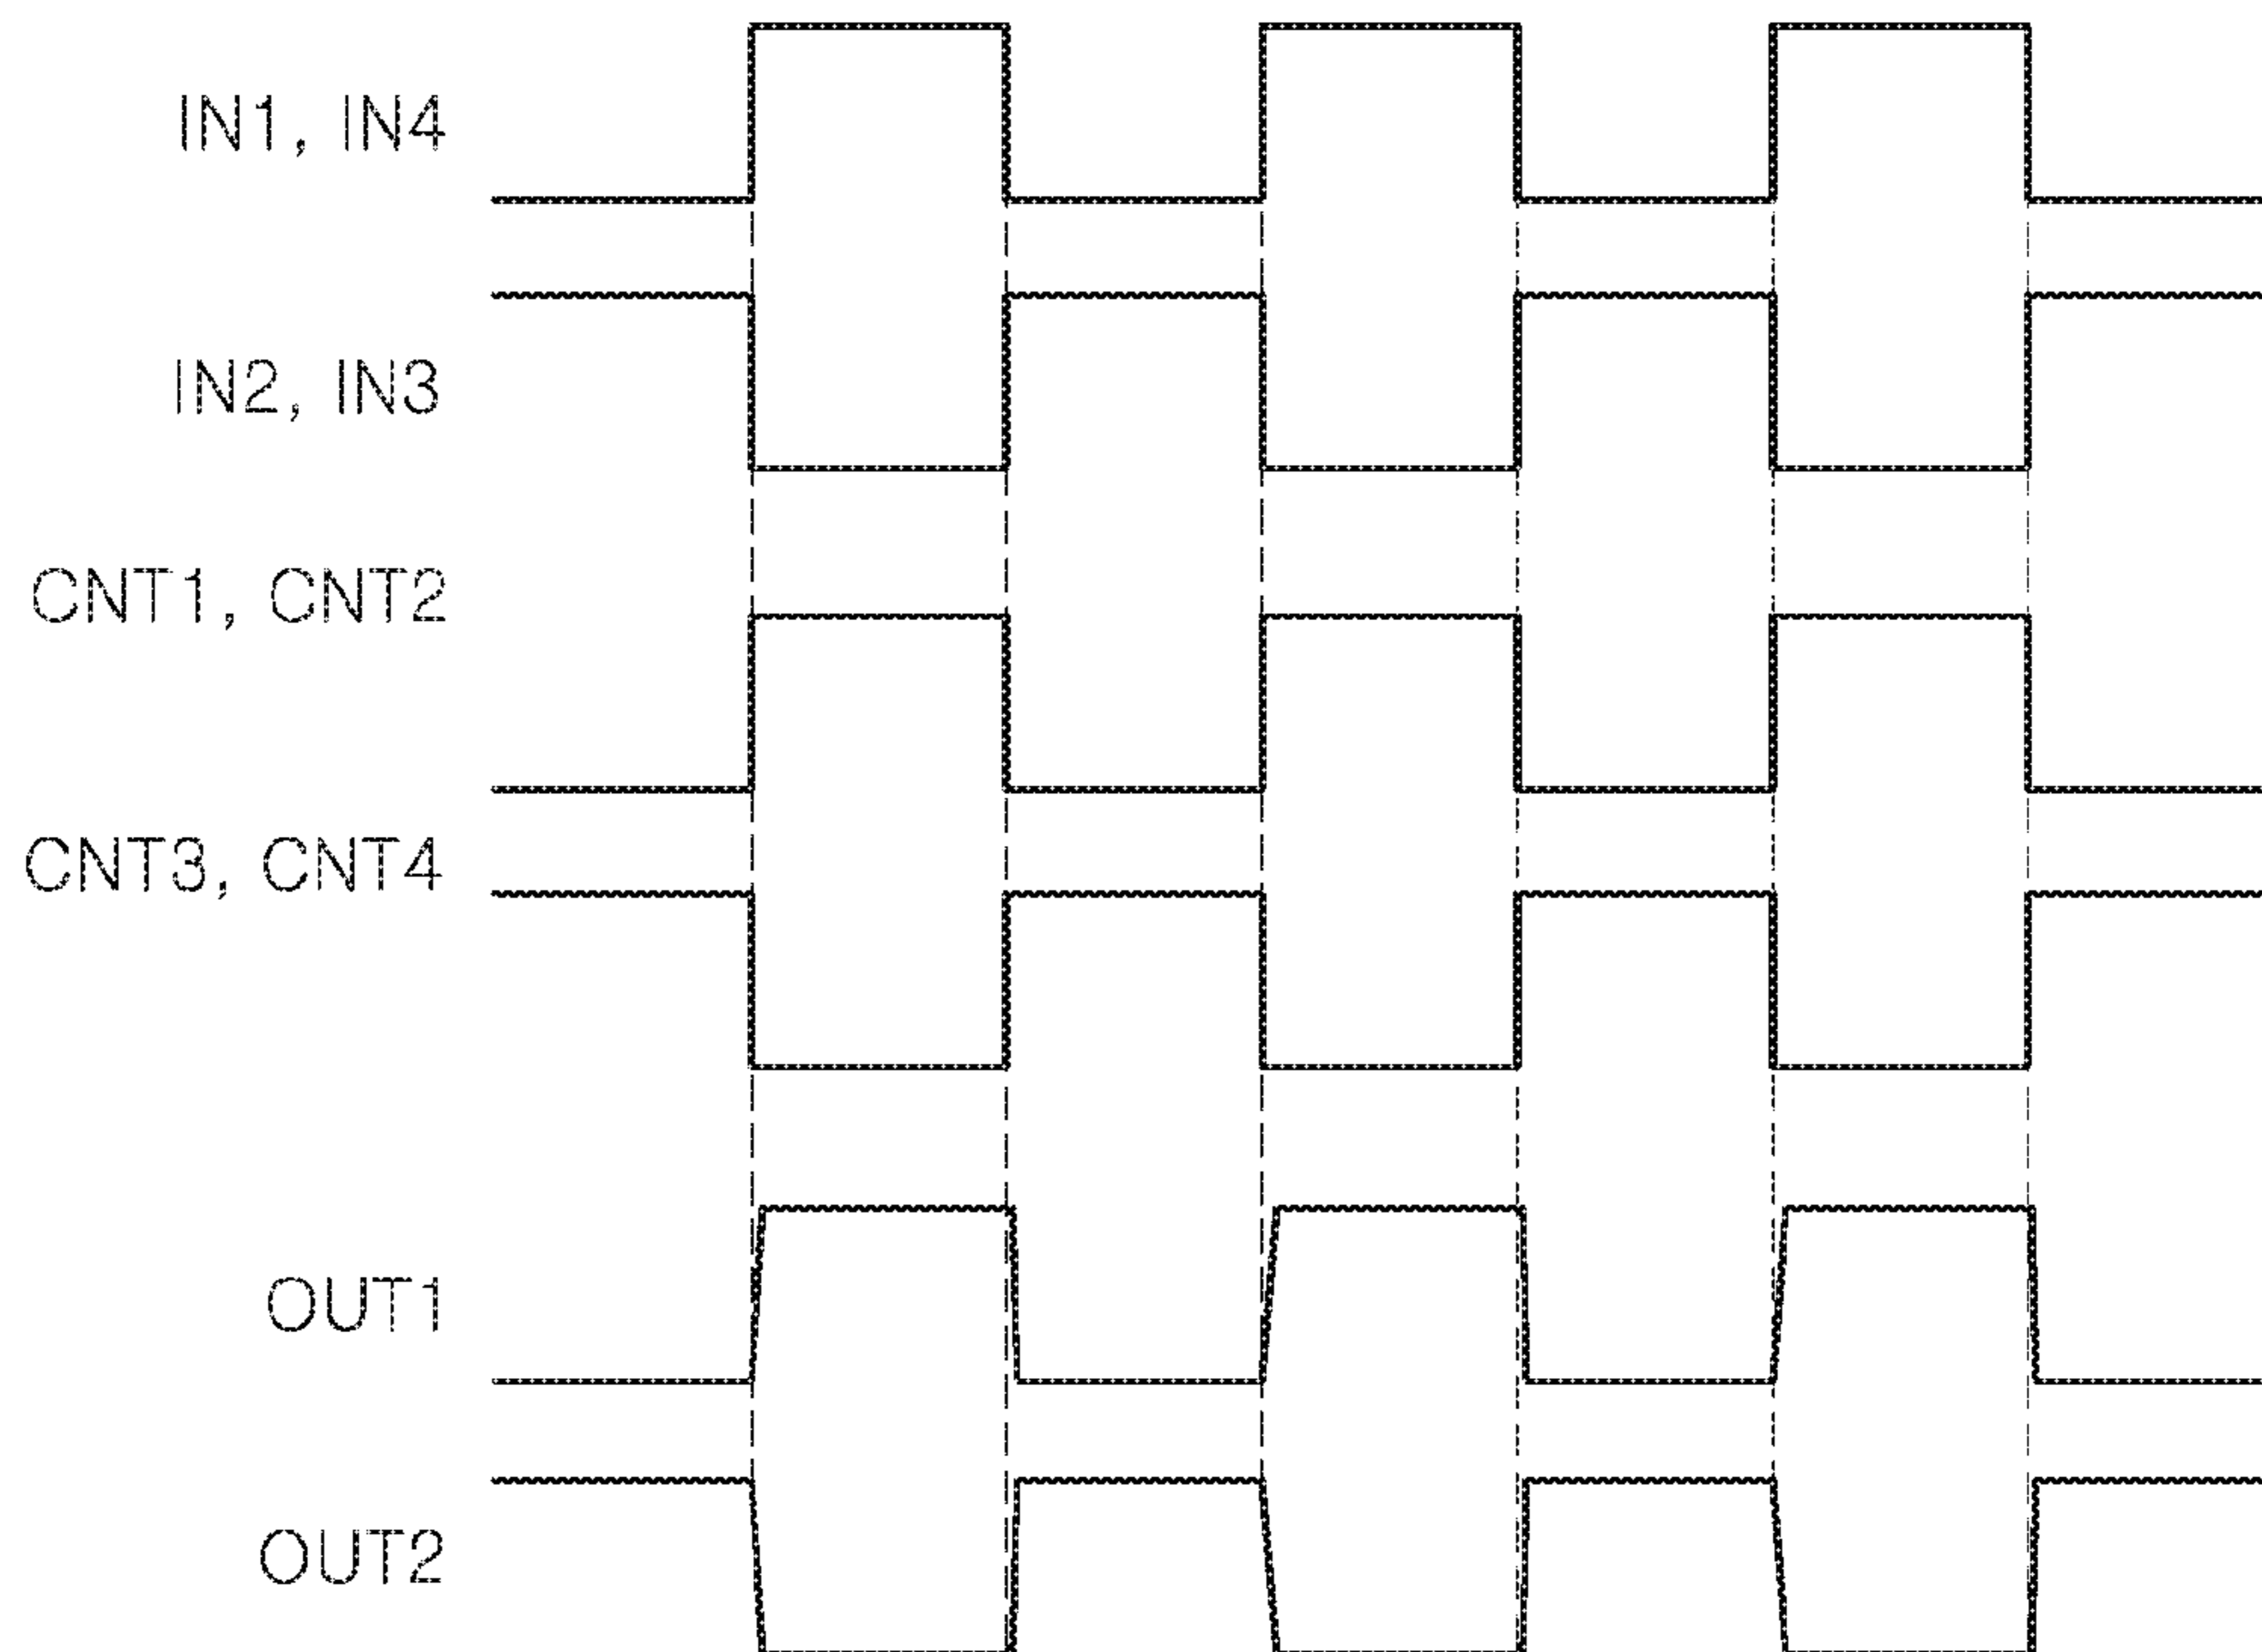 IN1, IN4
IN2, IN3
CNT1, CNT2
CNT3, CNT4
OUT1
OUT2